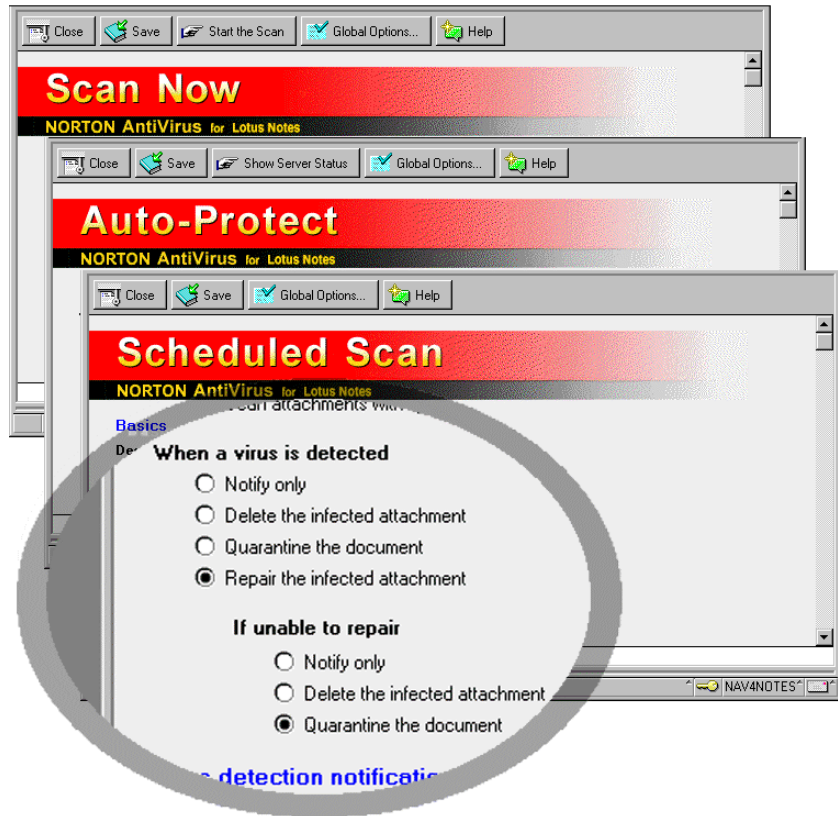 Close Save Start the Scan Global Options... Help
Scan Now
NORTON AntiVirus for Lotus Notes
Close Save Show Server Status Global Options... Help
Auto-Protect
NORTON AntiVirus for Lotus Notes
Close Save Global Options... Help
Scheduled Scan
NORTON AntiVirus for Lotus Notes
attachments
Basics
When a virus is detected
Notify only
Delete the infected attachment
Quarantine the document
Repair the infected attachment
If unable to repair
Notify only
Delete the infected attachment
Quarantine the document
NAV4NOTES
detection